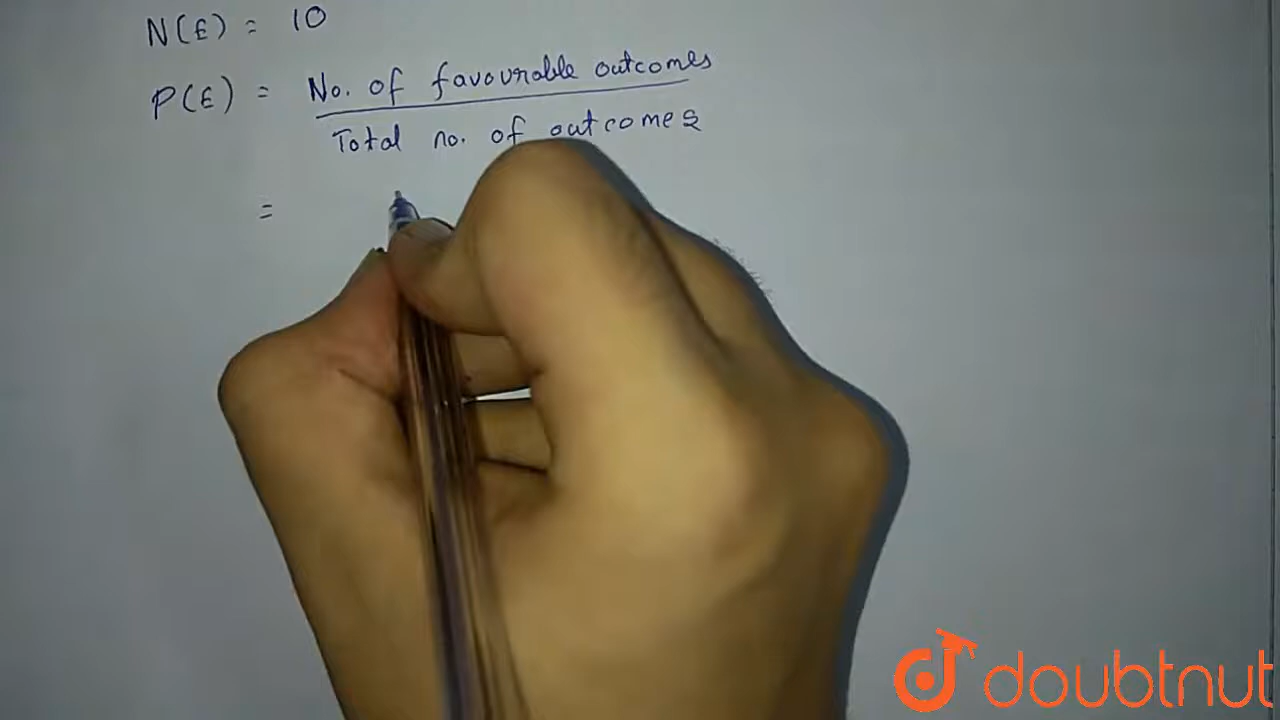 N(E) = 10
P(E) = No. of favourable outcomes
Total no. of outcomes
=
doubtnut